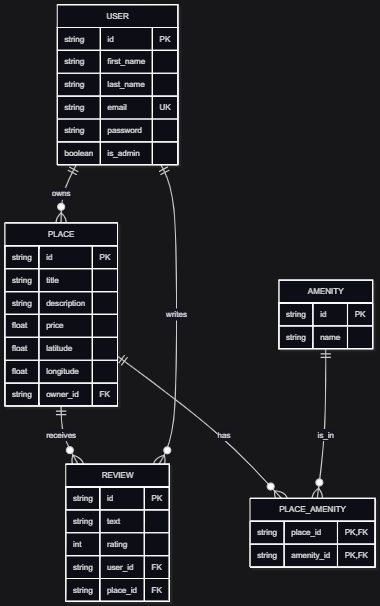 USER
string id PK
string first_name
string last_name
string email UK
string password
boolean is_admin
owns
writes
PLACE
string id PK
string title
string description
float price
float latitude
float longitude
string owner_id FK
AMENITY
string id PK
string name
receives
has
is_in
REVIEW
string id PK
string text
int rating
string user_id FK
string place_id FK
PLACE_AMENITY
string place_id PK,FK
string amenity_id PK,FK